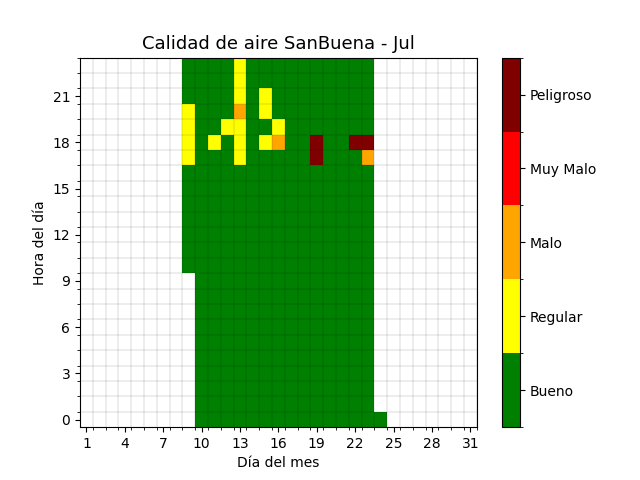 Calidad de aire SanBuena - Jul
Hora del día
21
18
15
12
9
6
3
0
1 4 7 10 13 16 19 22 25 28 31
Día del mes
Peligroso
Muy Malo
Malo
Regular
Bueno